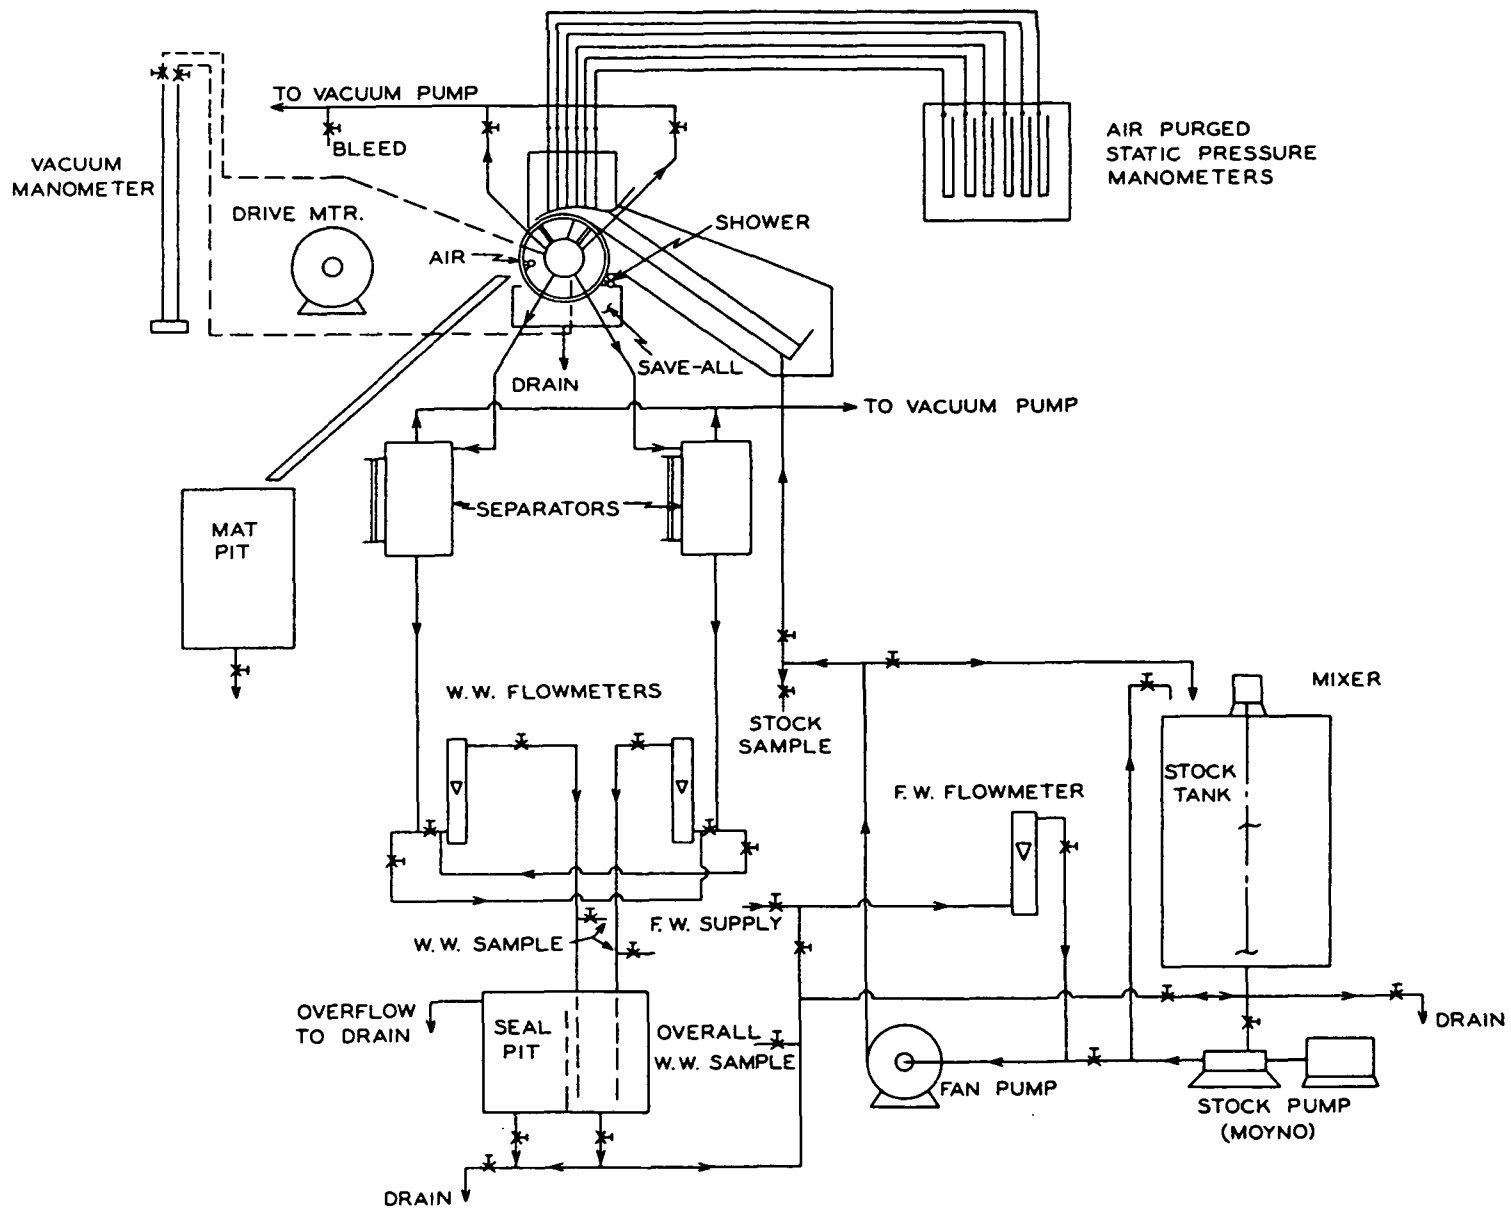 TO VACUUM PUMP
BLEED
VACUUM
MANOMETER
DRIVE MTR.
AIR
SHOWER
AIR PURGED
STATIC PRESSURE
MANOMETERS
SAVE-ALL
DRAIN
TO VACUUM PUMP
MAT
PIT
SEPARATORS
W.W. FLOWMETERS
STOCK
SAMPLE
MIXER
STOCK
TANK
F.W. FLOWMETER
F.W. SUPPLY
W.W. SAMPLE
OVERFLOW
TO DRAIN
SEAL
PIT
OVERALL
W.W. SAMPLE
FAN PUMP
DRAIN
STOCK PUMP
(MOYNO)
DRAIN